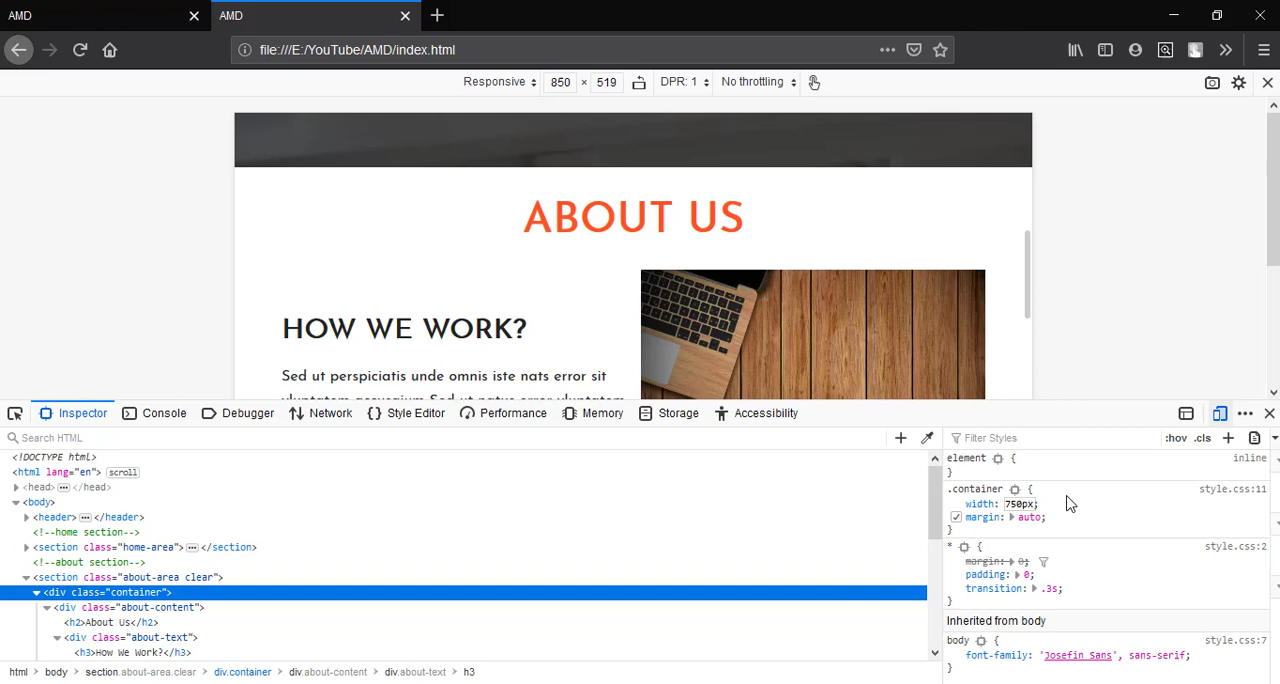 AMD
AMD
file:///E:/YouTube/AMD/index.html
Responsive 850 × 519 DPR: 1 No throttling
ABOUT US
HOW WE WORK?
Sed ut perspiciatis unde omnis iste nats error sit
Inspector Console Debugger Network Style Editor Performance Memory Storage Accessibility
Search HTML
<!DOCTYPE html>
<html lang="en"> scroll
<head> </head>
<body>
<header> </header>
<!--home section-->
<section class="home-area"> </section>
<!--about section-->
<section class="about-area clear">
<div class="container">
<div class="about-content">
<h2>About Us</h2>
<div class="about-text">
<h3>How We Work?</h3>
html > body > section.about-area.clear > div.container > div.about-content > div.about-text > h3
Filter Styles :hov .cls +
element { inline
}
.container { style.css:11
width: 750px;
margin: auto;
}
* { style.css:2
margin: 0;
padding: 0;
transition: .3s;
}
Inherited from body
body { style.css:7
font-family: 'Josefin Sans', sans-serif;
}